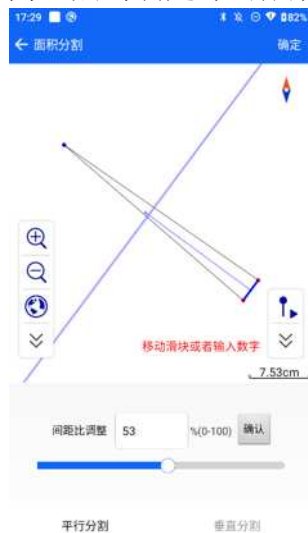 17:29
82%
面积分割
确定
移动滑块或者输入数字
7.53cm
间距比调整 53 %(0-100) 确认
平行分割 垂直分割